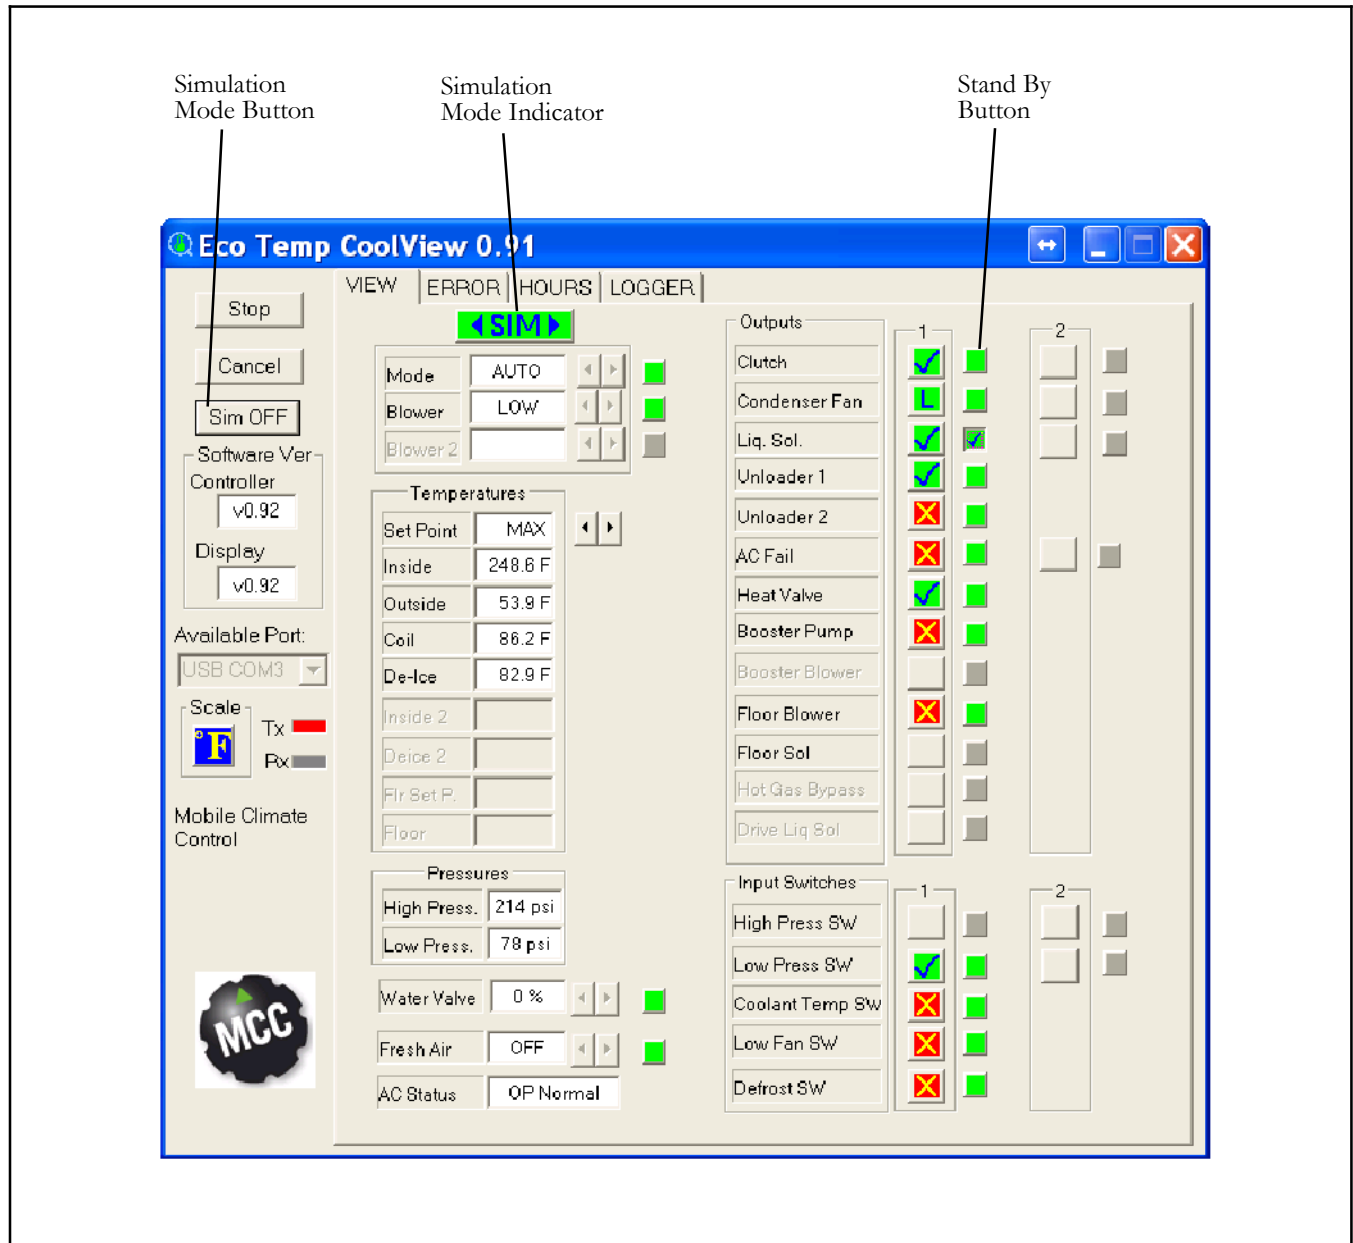 Simulation
Mode Button
Simulation
Mode Indicator
Stand By
Button
Eco Temp CoolView 0.91
VIEW ERROR HOURS LOGGER
Stop
Cancel
Sim OFF
Software Ver
Controller
v0.92
Display
v0.92
Available Port:
USB COM3
Scale
°F
Tx
Rx
Mobile Climate
Control
MCC
SIM
Mode AUTO
Blower LOW
Blower 2
Temperatures
Set Point MAX
Inside 248.6 F
Outside 53.9 F
Coil 86.2 F
De-Ice 82.9 F
Inside 2
Deice 2
Flr Set P.
Floor
Pressures
High Press. 214 psi
Low Press. 78 psi
Water Valve 0 %
Fresh Air OFF
AC Status OP Normal
Outputs 1 2
Clutch
Condenser Fan L
Liq. Sol.
Unloader 1
Unloader 2
AC Fail
Heat Valve
Booster Pump
Booster Blower
Floor Blower
Floor Sol
Hot Gas Bypass
Drive Liq Sol
Input Switches 1 2
High Press SW
Low Press SW
Coolant Temp SW
Low Fan SW
Defrost SW